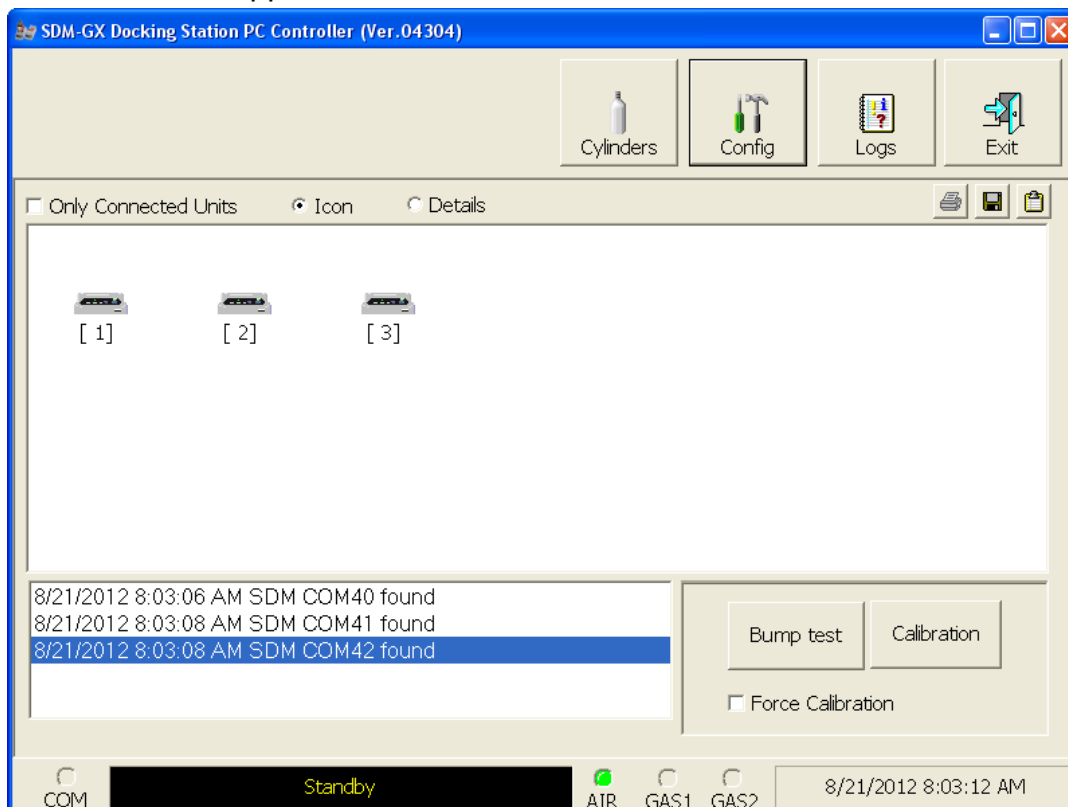 SDM-GX Docking Station PC Controller (Ver.04304)
Cylinders Config Logs Exit
Only Connected Units Icon Details
[ 1] [ 2] [ 3]
8/21/2012 8:03:06 AM SDM COM40 found
8/21/2012 8:03:08 AM SDM COM41 found
8/21/2012 8:03:08 AM SDM COM42 found
Bump test Calibration
Force Calibration
COM Standby AIR GAS1 GAS2 8/21/2012 8:03:12 AM